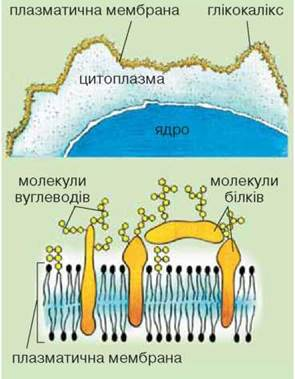 плазматична мембрана
глікокалікс
цитоплазма
ядро
молекули
вуглеводів
молекули
білків
плазматична мембрана